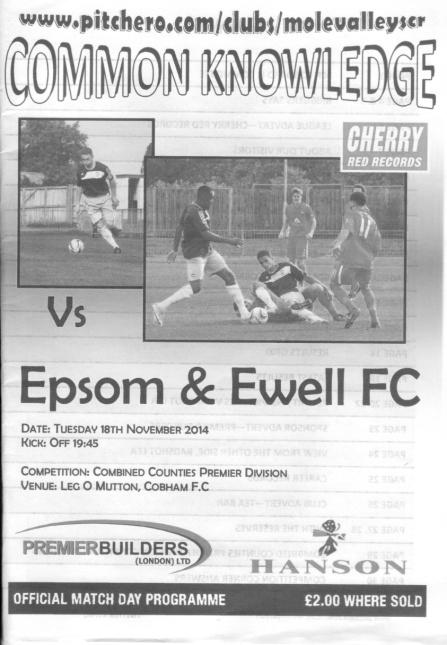 www.pitchero.com/clubs/molevalleyscr
COMMON KNOWLEDGE
CHERRY
RED RECORDS
11
Vs
Epsom & Ewell FC
DATE: TUESDAY 18TH NOVEMBER 2014
KICK: OFF 19:45
COMPETITION: COMBINED COUNTIES PREMIER DIVISION
VENUE: LEG O MUTTON, COBHAM F.C
PREMIERBUILDERS
(LONDON) LTD
HANSON
OFFICIAL MATCH DAY PROGRAMME £2.00 WHERE SOLD